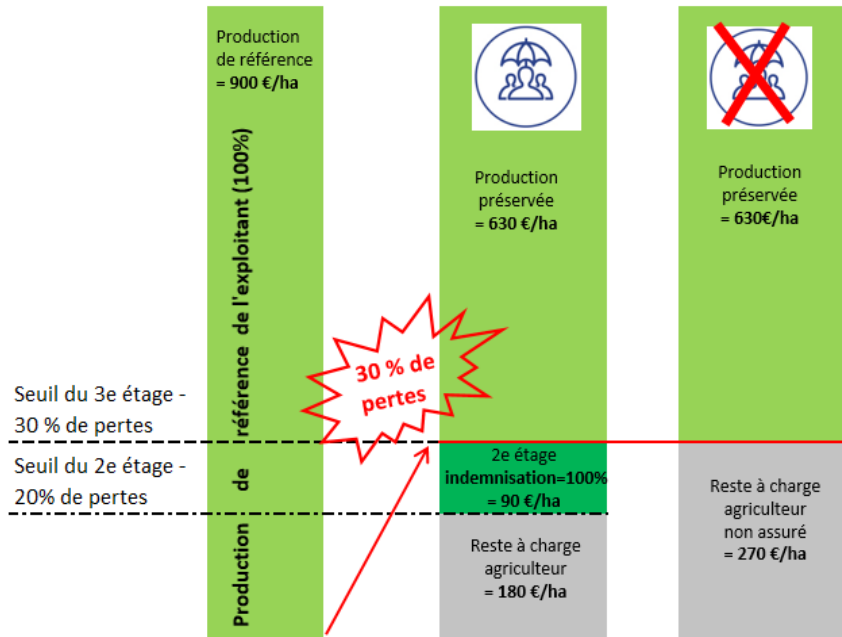 Production
de référence
= 900 €/ha
Production de référence de l'exploitant (100%)
Production
préservée
= 630 €/ha
Production
préservée
= 630€/ha
30 % de
pertes
Seuil du 3e étage -
30 % de pertes
Seuil du 2e étage -
20% de pertes
2e étage
indemnisation=100%
= 90 €/ha
Reste à charge
agriculteur
= 180 €/ha
Reste à charge
agriculteur
non assuré
= 270 €/ha